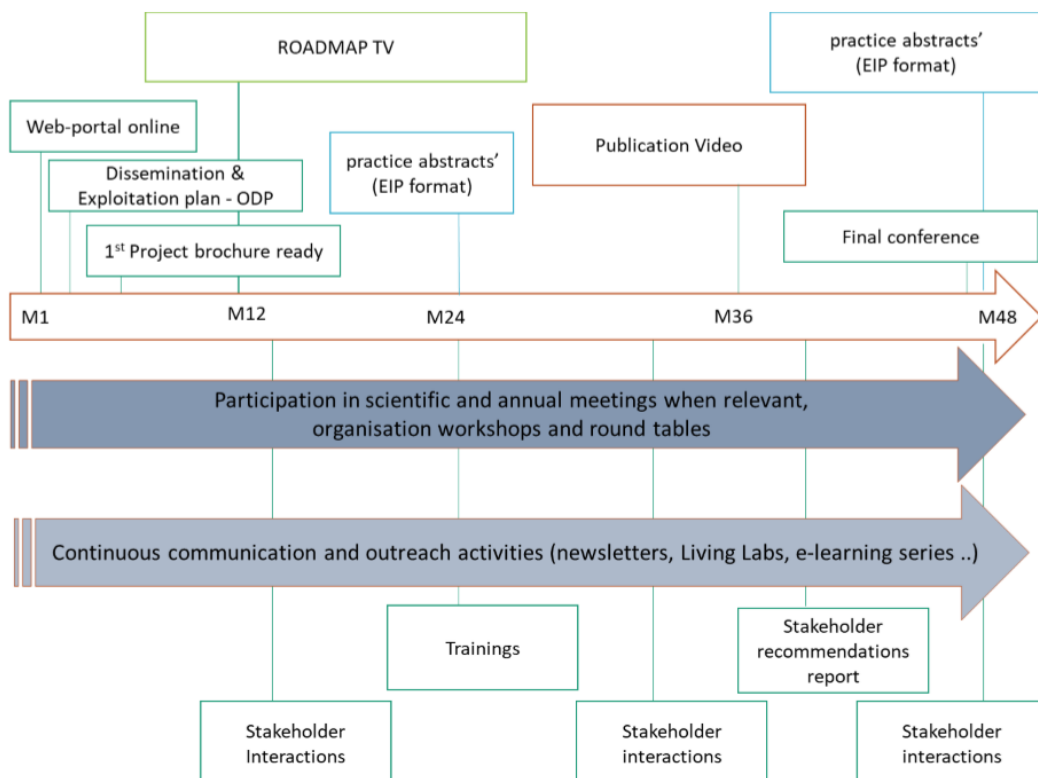 ROADMAP TV
practice abstracts’
(EIP format)
Web-portal online
Dissemination &
Exploitation plan - ODP
practice abstracts’
(EIP format)
Publication Video
1st Project brochure ready
Final conference
M1
M12
M24
M36
M48
Participation in scientific and annual meetings when relevant,
organisation workshops and round tables
Continuous communication and outreach activities (newsletters, Living Labs, e-learning series ..)
Trainings
Stakeholder
recommendations
report
Stakeholder
Interactions
Stakeholder
interactions
Stakeholder
interactions